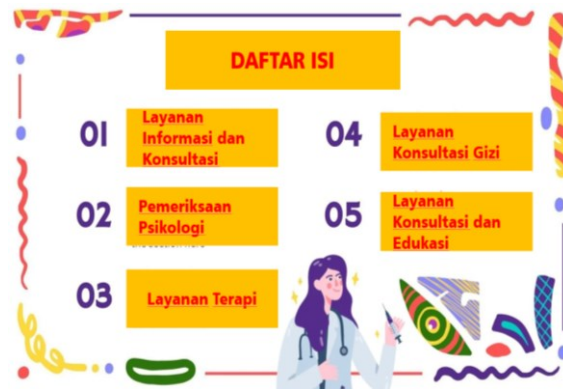 DAFTAR ISI
01
Layanan
Informasi dan
Konsultasi
02
Pemeriksaan
Psikologi
03
Layanan Terapi
04
Layanan
Konsultasi Gizi
05
Layanan
Konsultasi dan
Edukasi